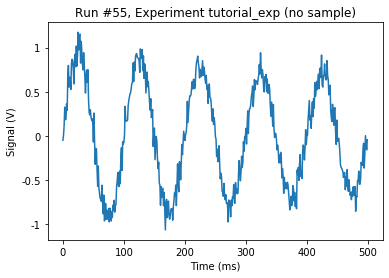 Run #55, Experiment tutorial_exp (no sample)
1
0.5
0
-0.5
-1
Signal (V)
0 100 200 300 400 500
Time (ms)